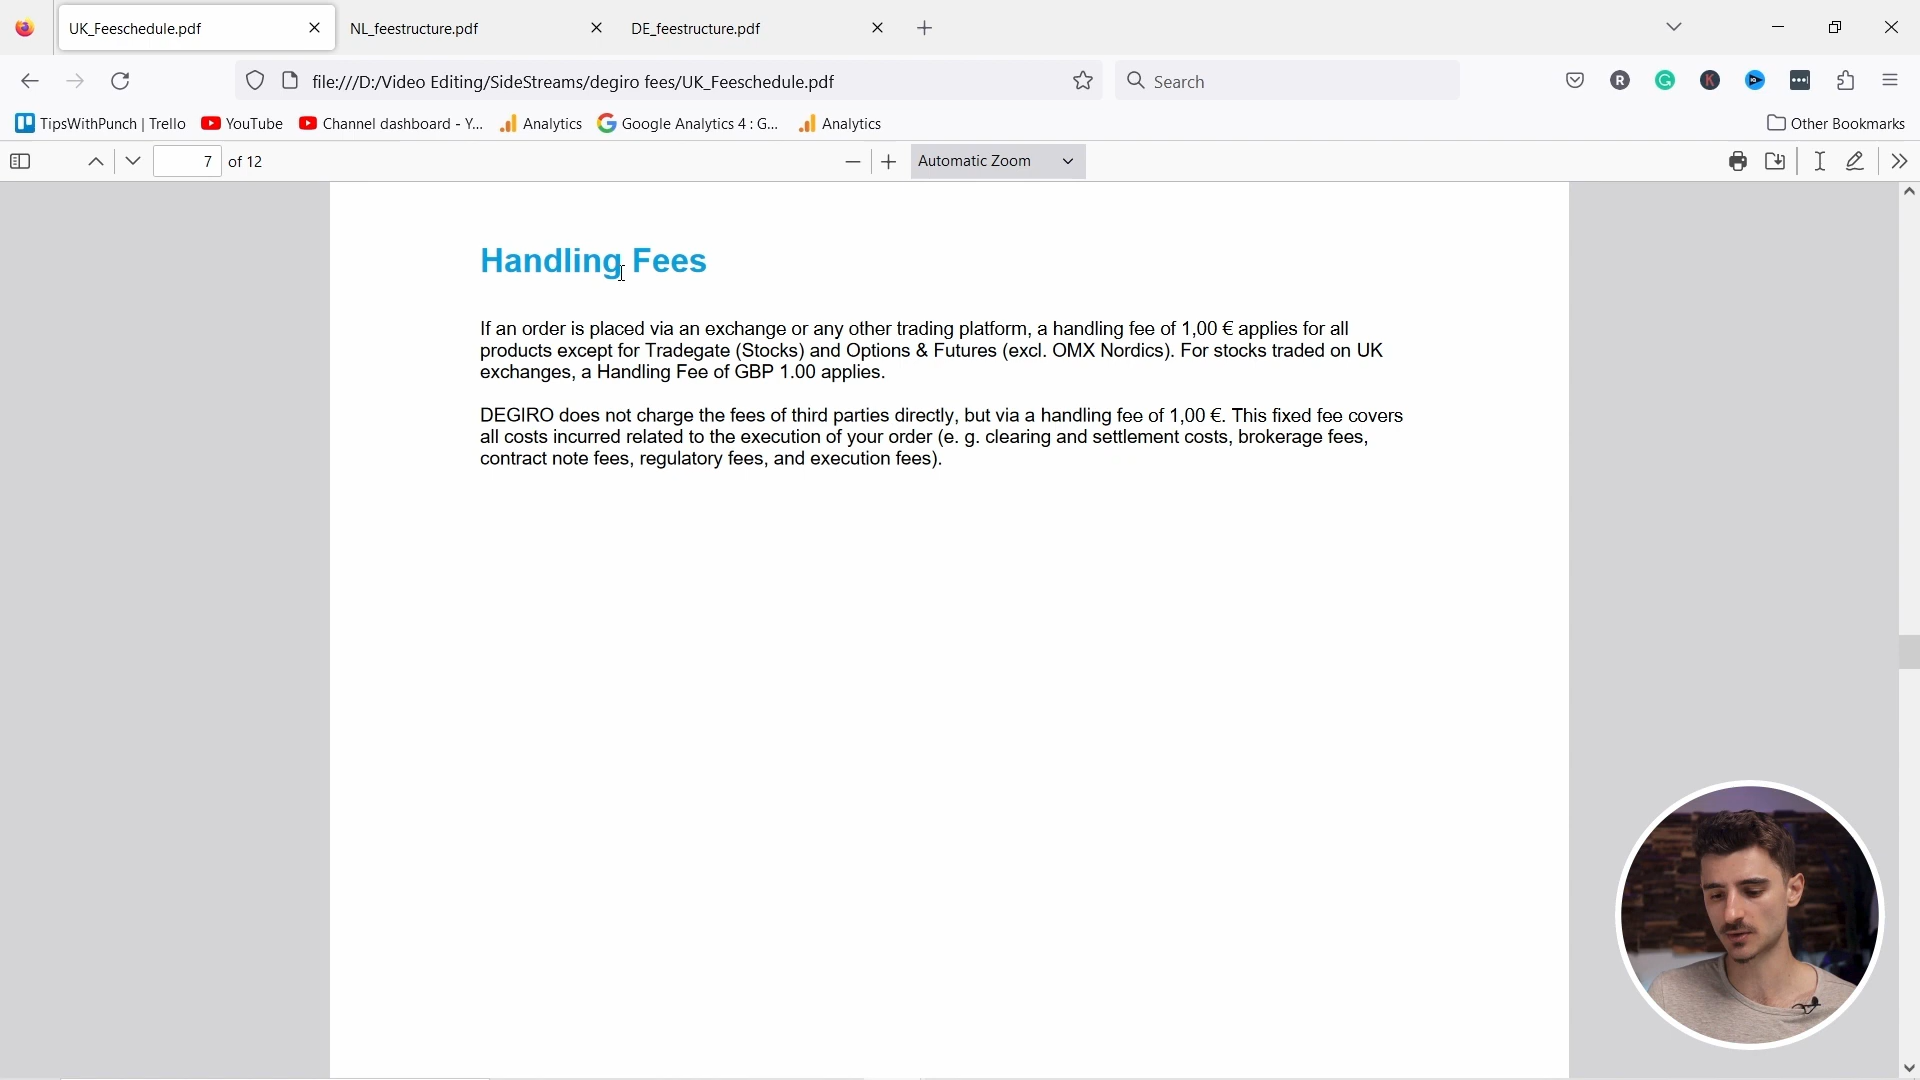 UK_Feeschedule.pdf
NL_feestructure.pdf
DE_feestructure.pdf
file:///D:/Video Editing/SideStreams/degiro fees/UK_Feeschedule.pdf
Search
TipsWithPunch | Trello
YouTube
Channel dashboard - Y...
Analytics
Google Analytics 4 : G...
Analytics
Other Bookmarks
7 of 12
Automatic Zoom
Handling Fees
If an order is placed via an exchange or any other trading platform, a handling fee of 1,00 € applies for all
products except for Tradegate (Stocks) and Options & Futures (excl. OMX Nordics). For stocks traded on UK
exchanges, a Handling Fee of GBP 1.00 applies.
DEGIRO does not charge the fees of third parties directly, but via a handling fee of 1,00 €. This fixed fee covers
all costs incurred related to the execution of your order (e. g. clearing and settlement costs, brokerage fees,
contract note fees, regulatory fees, and execution fees).